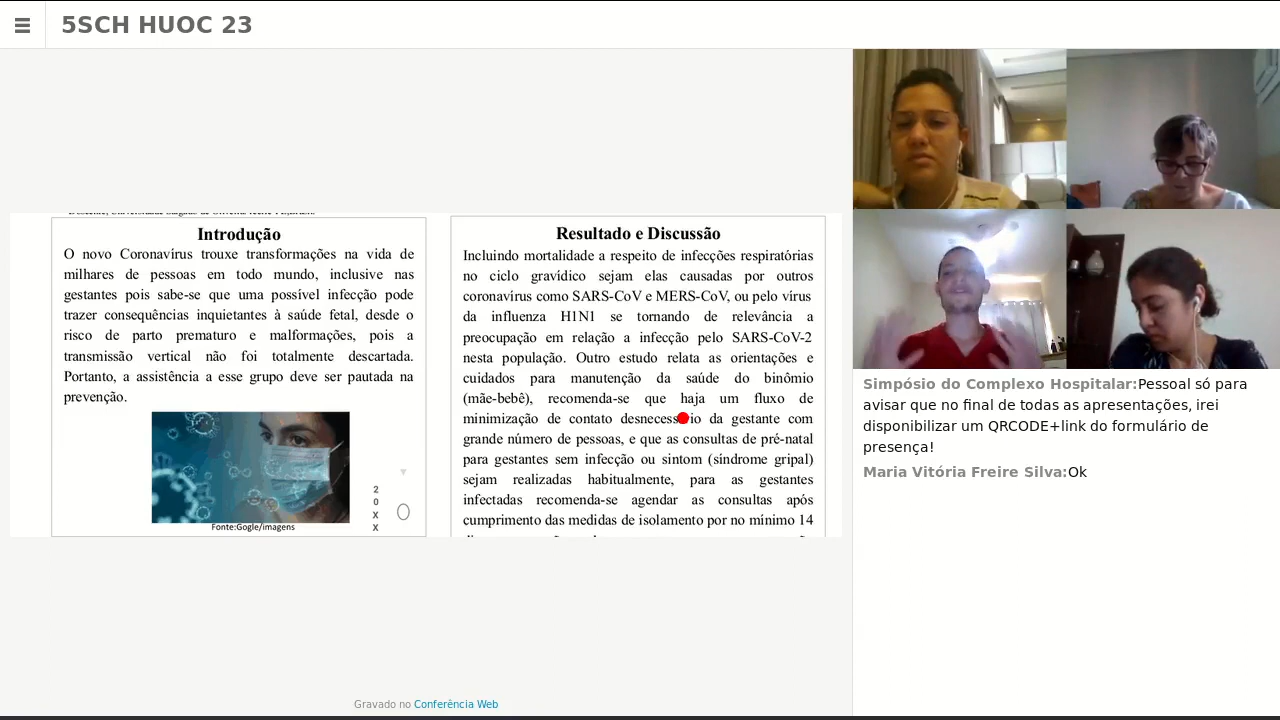 5SCH HUOC 23
Introdução
O novo Coronavírus trouxe transformações na vida de
milhares de pessoas em todo mundo, inclusive nas
gestantes pois sabe-se que uma possível infecção pode
trazer consequências inquietantes à saúde fetal, desde o
risco de parto prematuro e malformações, pois a
transmissão vertical não foi totalmente descartada.
Portanto, a assistência a esse grupo deve ser pautada na
prevenção.
Fonte:Gogle/imagens
2
0
X
X
Resultado e Discussão
Incluindo mortalidade a respeito de infecções respiratórias
no ciclo gravídico sejam elas causadas por outros
coronavírus como SARS-CoV e MERS-CoV, ou pelo vírus
da influenza H1N1 se tornando de relevância a
preocupação em relação a infecção pelo SARS-CoV-2
nesta população. Outro estudo relata as orientações e
cuidados para manutenção da saúde do binômio
(mãe-bebê), recomenda-se que haja um fluxo de
minimização de contato da gestante com
grande número de pessoas, e que as consultas de pré-natal
para gestantes sem infecção ou sintom (síndrome gripal)
sejam realizadas habitualmente, para as gestantes
infectadas recomenda-se agendar as consultas após
cumprimento das medidas de isolamento por no mínimo 14
Simpósio do Complexo Hospitalar:Pessoal só para
avisar que no final de todas as apresentações, irei
disponibilizar um QRCODE+link do formulário de
presença!
Maria Vitória Freire Silva:Ok
Gravado no Conferência Web